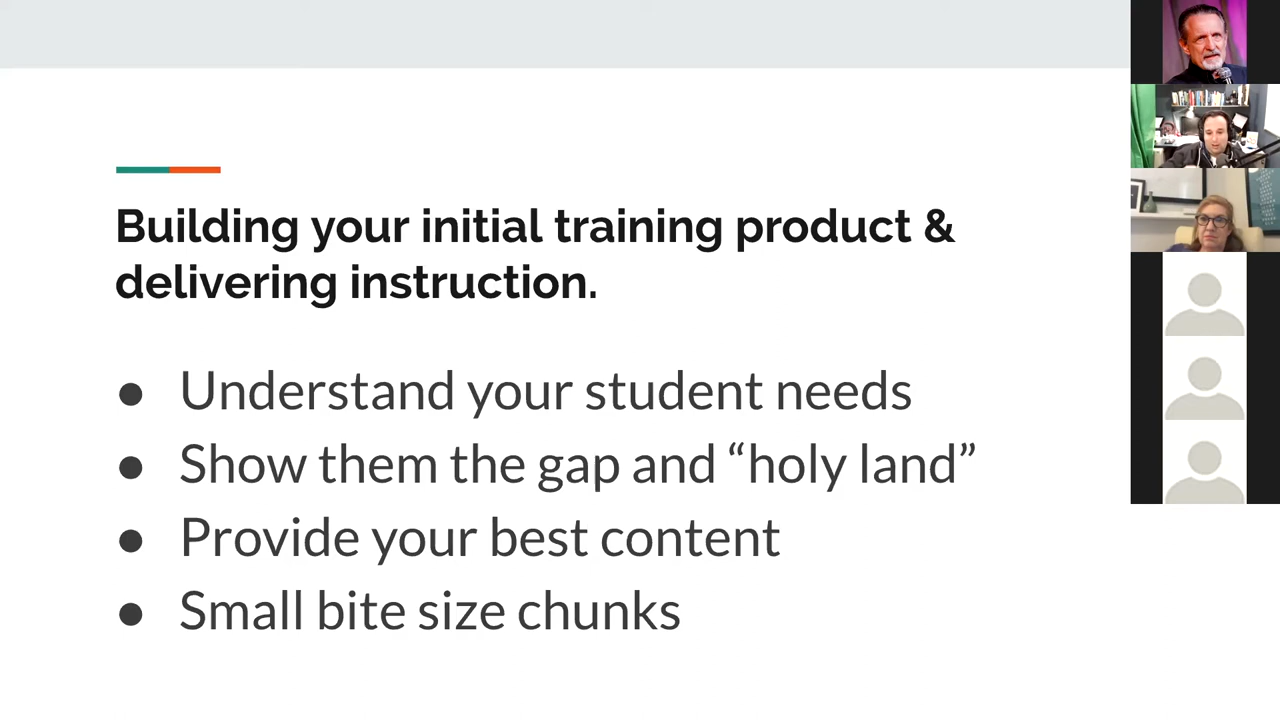 Building your initial training product &
delivering instruction.
● Understand your student needs
● Show them the gap and “holy land”
● Provide your best content
● Small bite size chunks